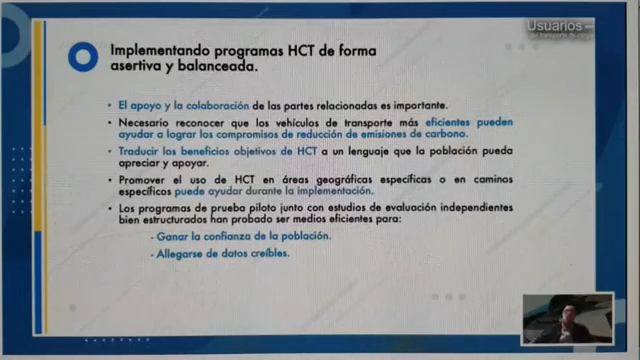 Usuarios
Implementando programas HCT de forma
asertiva y balanceada.
• El apoyo y la colaboración de las partes relacionadas es importante.
• Necesario reconocer que los vehículos de transporte más eficientes pueden
ayudar a lograr los compromisos de reducción de emisiones de carbono.
• Traducir los beneficios objetivos de HCT a un lenguaje que la población pueda
apreciar y apoyar.
• Promover el uso de HCT en áreas geográficas específicas o en caminos
específicos puede ayudar durante la implementación.
• Los programas de prueba piloto junto con estudios de evaluación independientes
bien estructurados han probado ser medios eficientes para:
- Ganar la confianza de la población.
- Allegarse de datos creíbles.